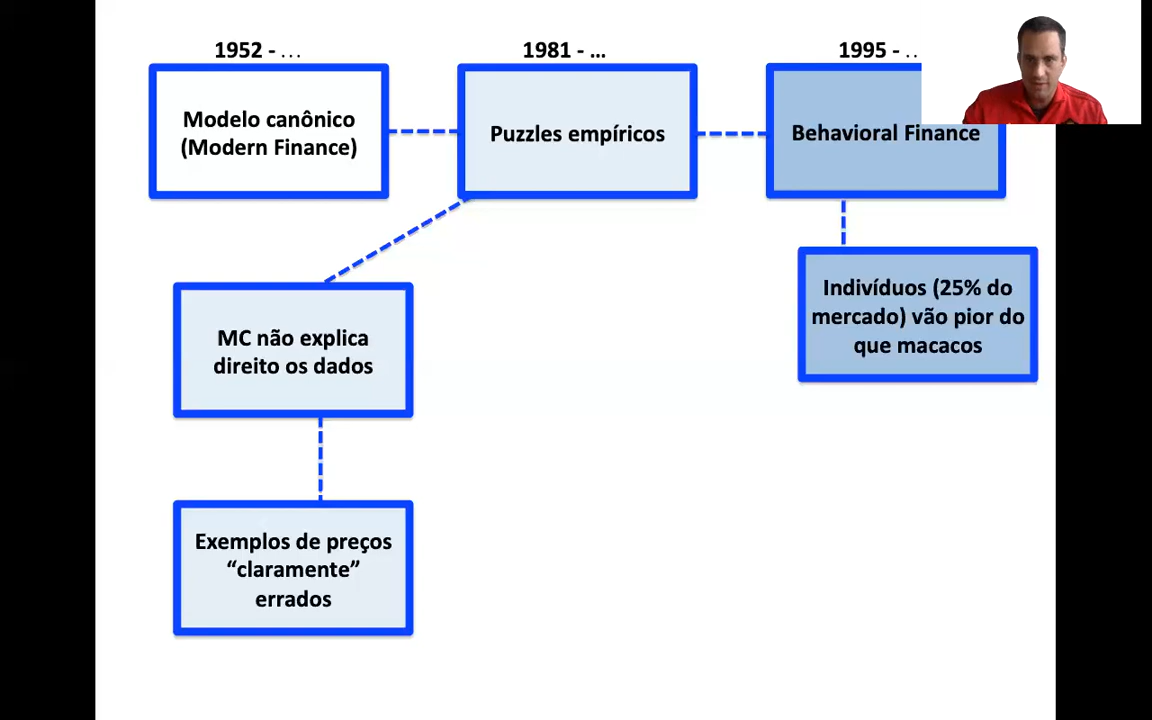 1952 - …
1981 - …
1995 - ..
Modelo canônico
(Modern Finance)
Puzzles empíricos
Behavioral Finance
MC não explica
direito os dados
Indivíduos (25% do
mercado) vão pior do
que macacos
Exemplos de preços
“claramente”
errados